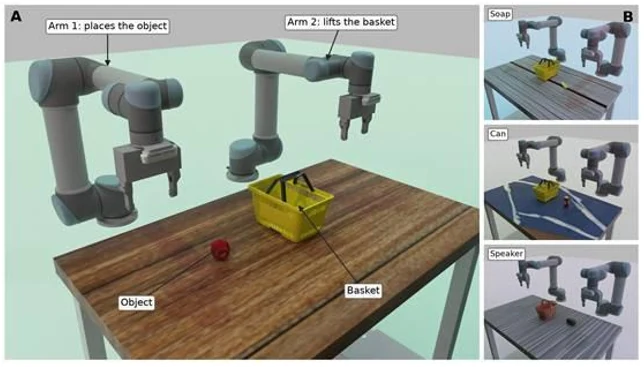 A
Arm 1: places the object
Arm 2: lifts the basket
Object
Basket
Soap
B
Can
Speaker